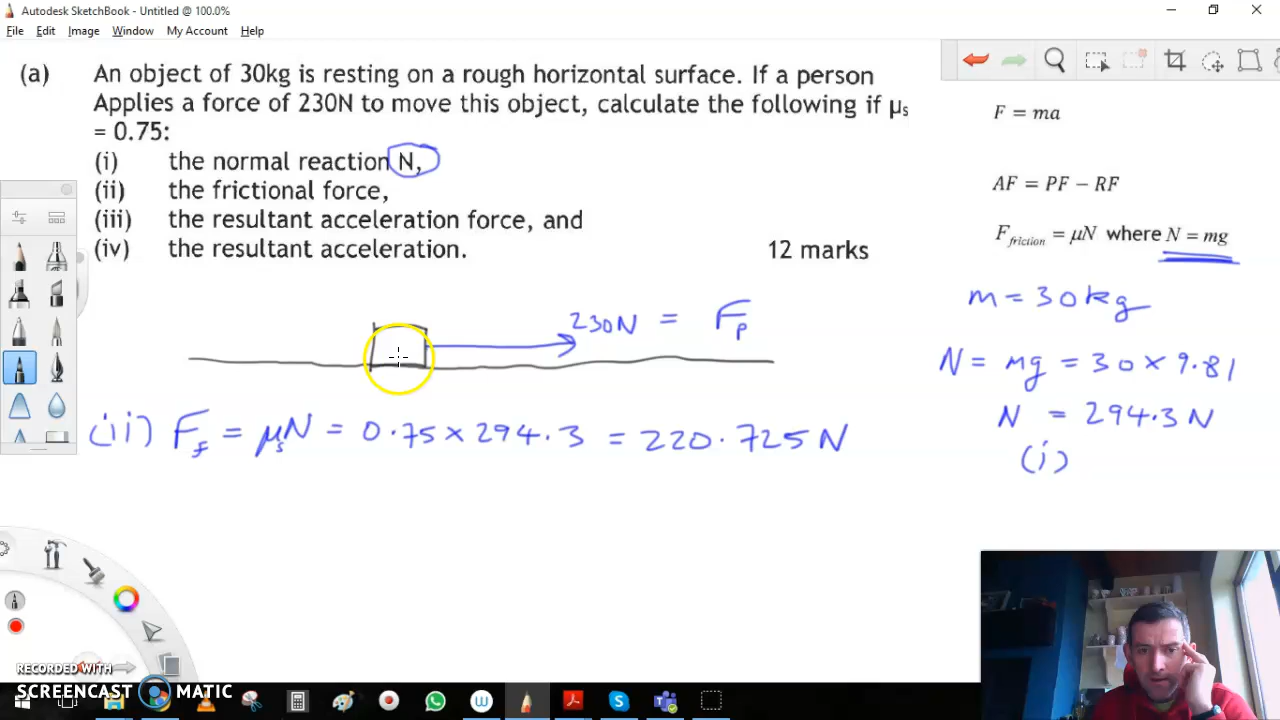 Autodesk SketchBook - Untitled @ 100.0%
File Edit Image Window My Account Help
(a) An object of 30kg is resting on a rough horizontal surface. If a person
Applies a force of 230N to move this object, calculate the following if μs
= 0.75:
(i) the normal reaction N,
(ii) the frictional force,
(iii) the resultant acceleration force, and
(iv) the resultant acceleration. 12 marks
F = ma
AF = PF − RF
Ffriction = μN where N = mg
m = 30kg
230N = Fp
N = mg = 30 × 9.81
N = 294.3 N
(i)
(ii) Ff = μsN = 0.75 × 294.3 = 220.725 N
RECORDED WITH
SCREENCAST MATIC